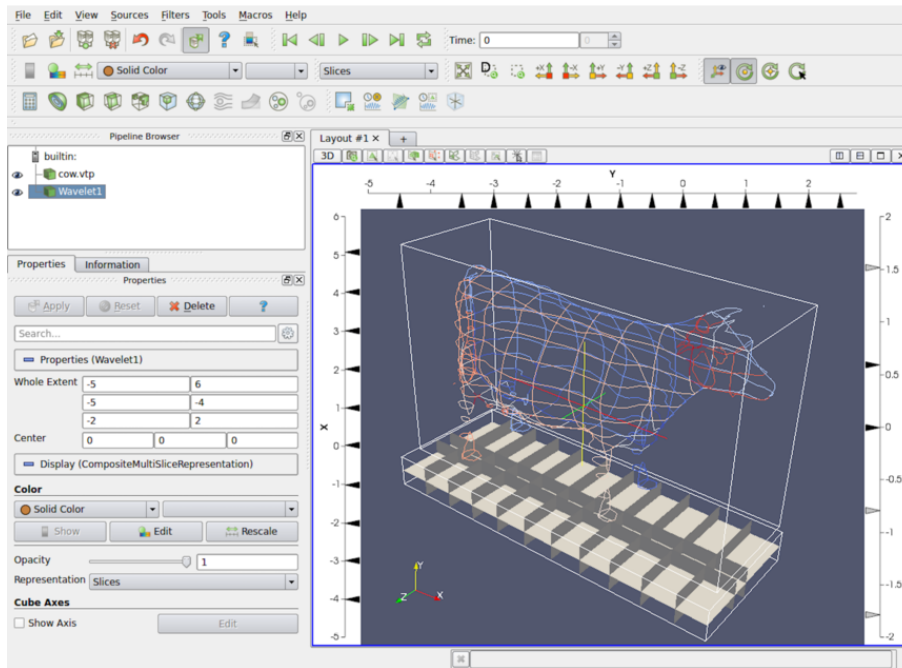 File Edit View Sources Filters Tools Macros Help
Time: 0 0
Solid Color Slices +X -X +Y -Y +Z -Z
Pipeline Browser
builtin:
cow.vtp
Wavelet1
Properties Information
Properties
Apply Reset Delete ?
Search...
Properties (Wavelet1)
Whole Extent -5 6
-5 -4
-2 2
Center 0 0 0
Display (CompositeMultiSliceRepresentation)
Color
Solid Color
Show Edit Rescale
Opacity 1
Representation Slices
Cube Axes
Show Axis Edit
Layout #1 × +
3D
Y
-5 -4 -3 -2 -1 0 1 2
6
5
4
3
2
1
0
-1
-2
-3
-4
-5
X
2
1.5
1
0.5
0
-0.5
-1
-1.5
-2
Y
Z X